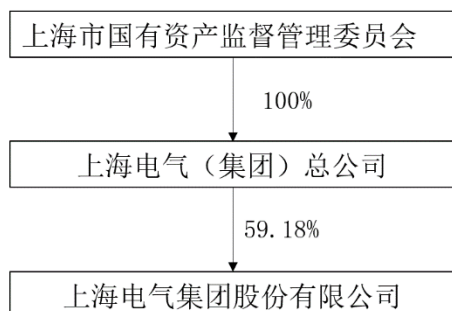 上海市国有资产监督管理委员会
100%
上海电气（集团）总公司
59.18%
上海电气集团股份有限公司